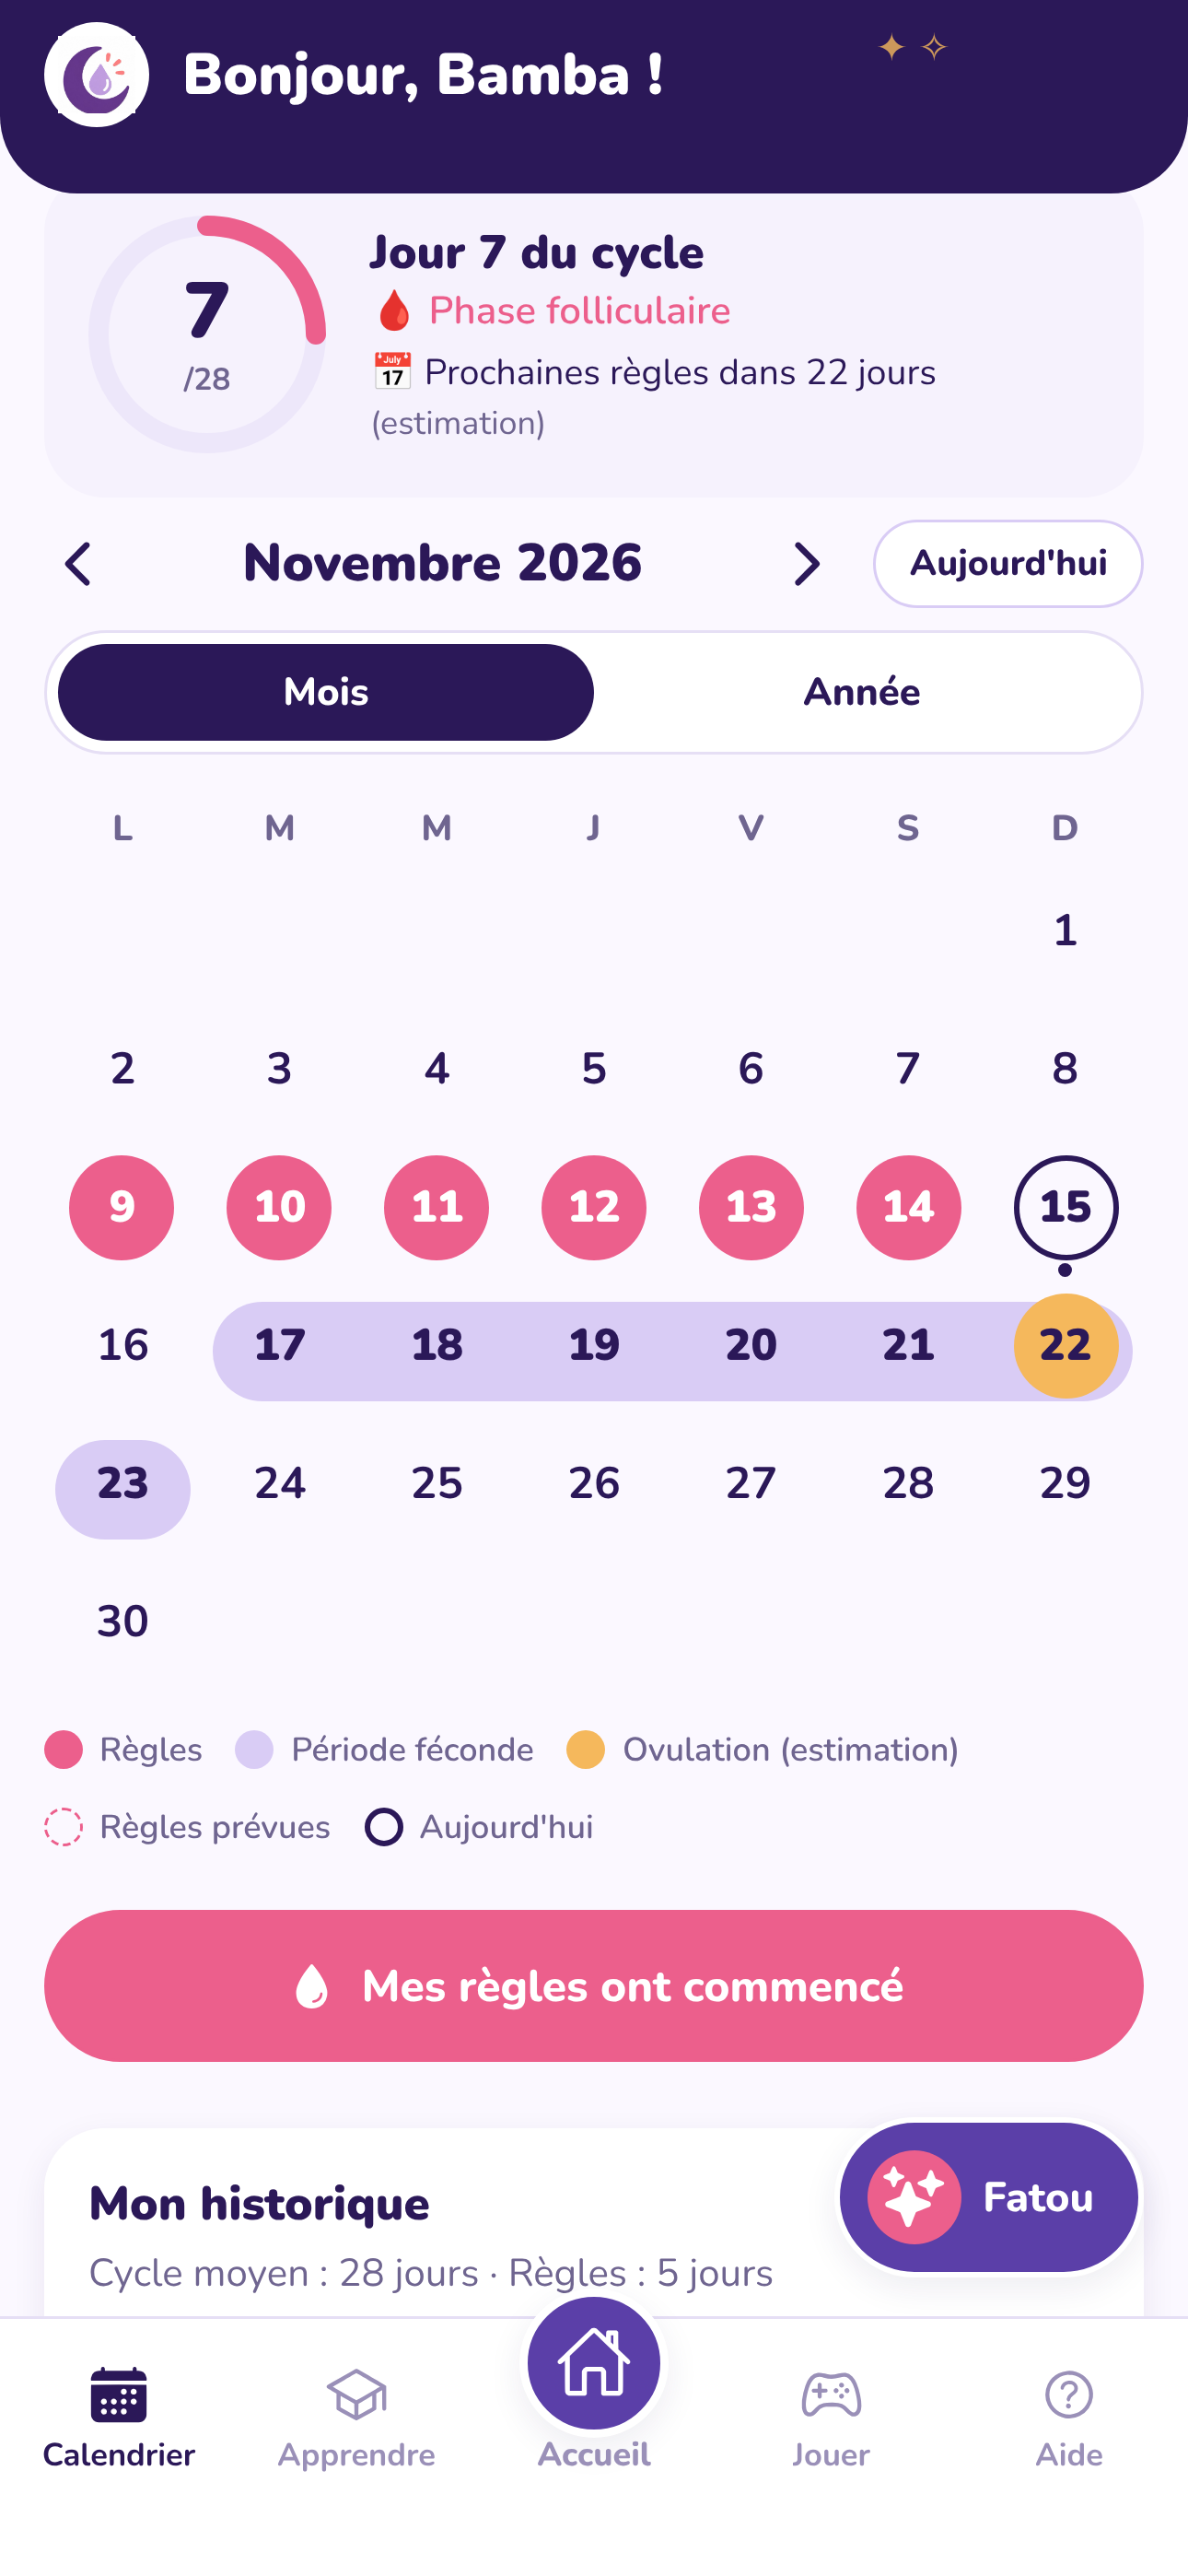 Bonjour, Bamba !
7
/28
Jour 7 du cycle
Phase folliculaire
July
17
Prochaines règles dans 22 jours
(estimation)
Novembre 2026
Aujourd'hui
Mois Année
L M M J V S D
1
2 3 4 5 6 7 8
9 10 11 12 13 14 15
16 17 18 19 20 21 22
23 24 25 26 27 28 29
30
Règles Période féconde Ovulation (estimation)
Règles prévues Aujourd'hui
Mes règles ont commencé
Mon historique
Fatou
Cycle moyen : 28 jours · Règles : 5 jours
Calendrier Apprendre Accueil Jouer Aide